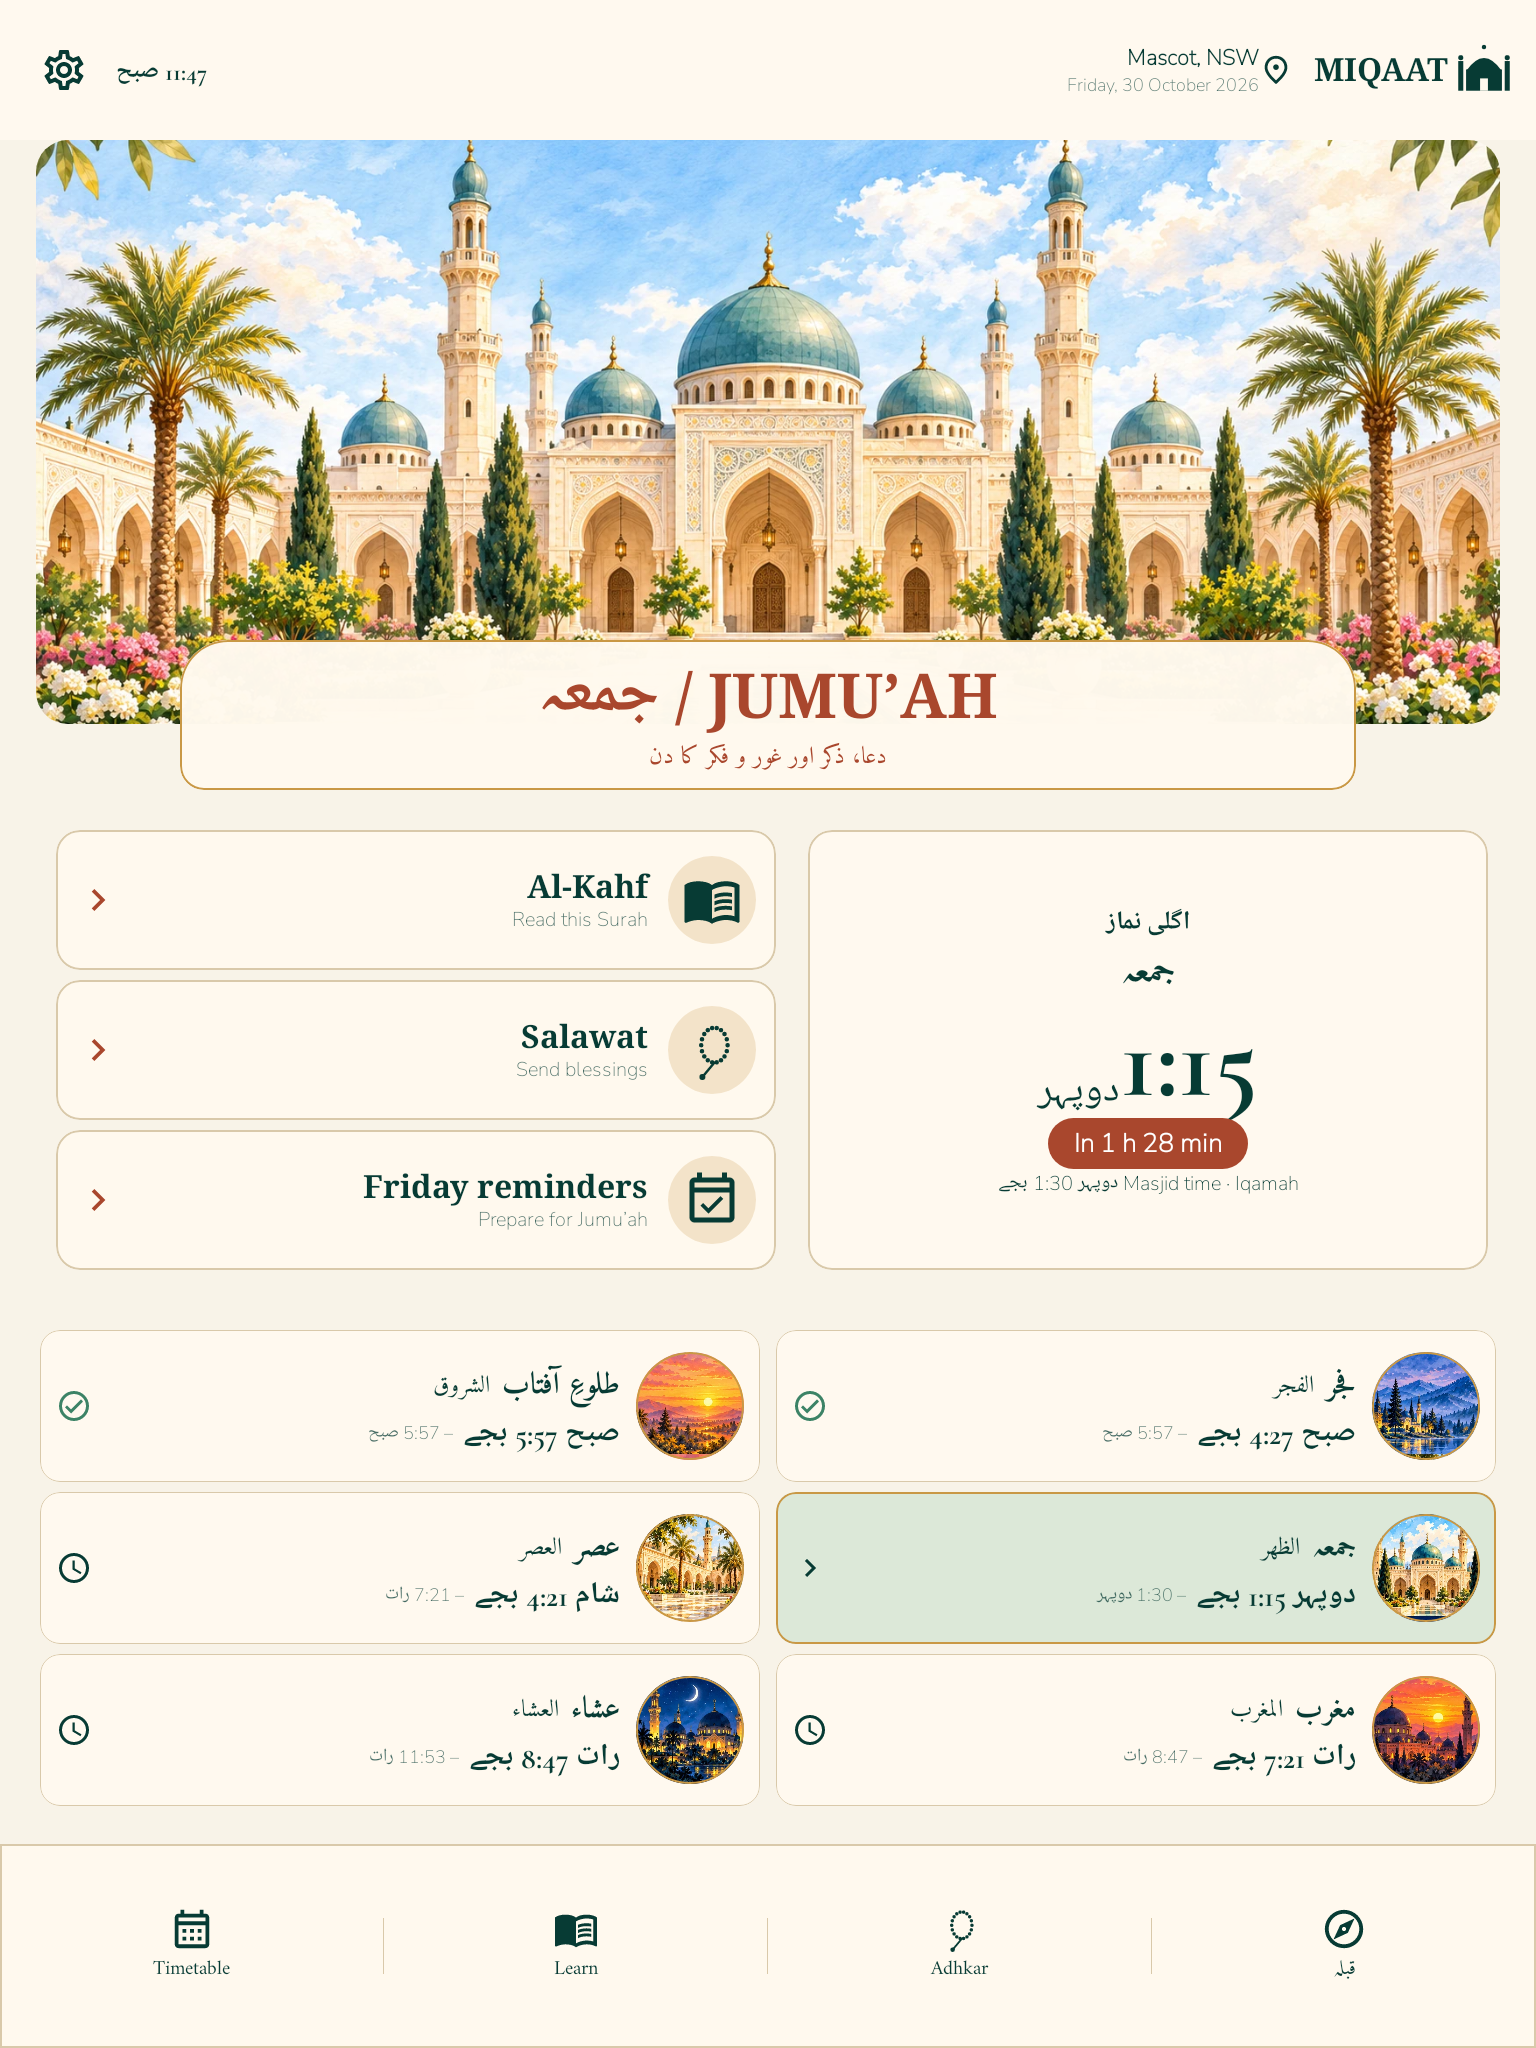 MIQAAT
Mascot, NSW
Friday, 30 October 2026
11:47 صبح
جمعہ / JUMU’AH
دعا، ذکر اور غور و فکر کا دن
اگلی نماز
جمعہ
1:15 دوپہر
In 1 h 28 min
Masjid time · Iqamah دوپہر 1:30 بجے
Al-Kahf
Read this Surah
Salawat
Send blessings
Friday reminders
Prepare for Jumu’ah
فجر الفجر
صبح 4:27 بجے – 5:57 صبح
طلوعِ آفتاب الشروق
صبح 5:57 بجے – 5:57 صبح
جمعہ الظهر
دوپہر 1:15 بجے – 1:30 دوپہر
عصر العصر
شام 4:21 بجے – 7:21 رات
مغرب المغرب
رات 7:21 بجے – 8:47 رات
عشاء العشاء
رات 8:47 بجے – 11:53 رات
قبلہ
Adhkar
Learn
Timetable